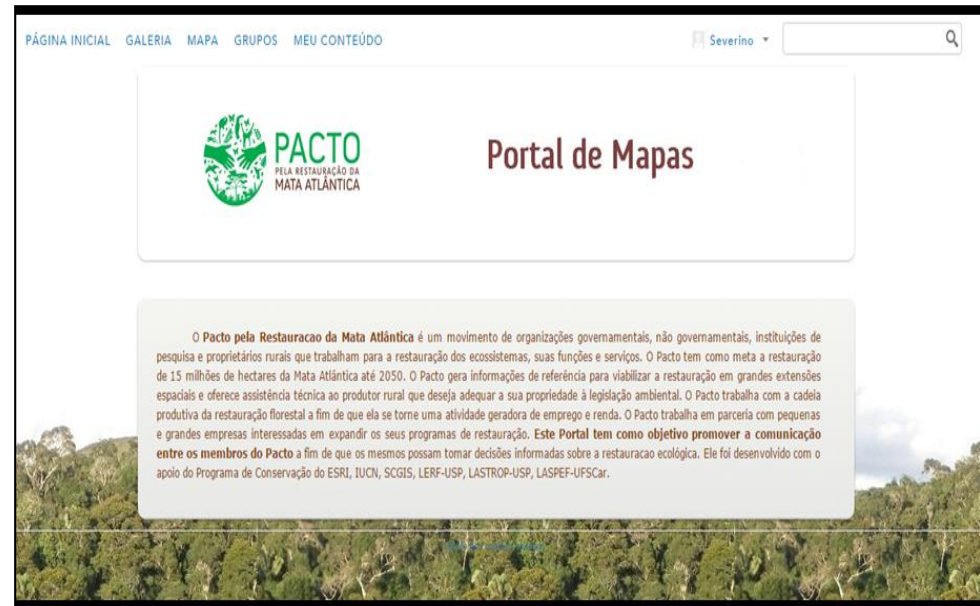 PÁGINA INICIAL GALERIA MAPA GRUPOS MEU CONTEÚDO Severino
PACTO
PELA RESTAURAÇÃO DA
MATA ATLÂNTICA
Portal de Mapas
O Pacto pela Restauracao da Mata Atlântica é um movimento de organizações governamentais, não governamentais, instituições de
pesquisa e proprietários rurais que trabalham para a restauração dos ecossistemas, suas funções e serviços. O Pacto tem como meta a restauração
de 15 milhões de hectares da Mata Atlântica até 2050. O Pacto gera informações de referência para viabilizar a restauração em grandes extensões
espaciais e oferece assistência técnica ao produtor rural que deseja adequar a sua propriedade à legislação ambiental. O Pacto trabalha com a cadeia
produtiva da restauração florestal a fim de que ela se torne uma atividade geradora de emprego e renda. O Pacto trabalha em parceria com pequenas
e grandes empresas interessadas em expandir os seus programas de restauração. Este Portal tem como objetivo promover a comunicação
entre os membros do Pacto a fim de que os mesmos possam tomar decisões informadas sobre a restauracao ecológica. Ele foi desenvolvido com o
apoio do Programa de Conservação do ESRI, IUCN, SCGIS, LERF-USP, LASTROP-USP, LASPEF-UFSCar.